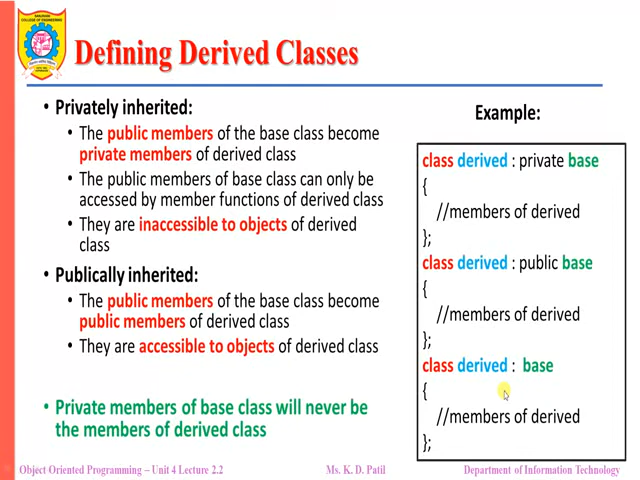 Defining Derived Classes
• Privately inherited:
• The public members of the base class become
private members of derived class
• The public members of base class can only be
accessed by member functions of derived class
• They are inaccessible to objects of derived
class
• Publically inherited:
• The public members of the base class become
public members of derived class
• They are accessible to objects of derived class
• Private members of base class will never be
the members of derived class
Example:
class derived : private base
{
//members of derived
};
class derived : public base
{
//members of derived
};
class derived : base
{
//members of derived
};
Object Oriented Programming – Unit 4 Lecture 2.2
Ms. K. D. Patil
Department of Information Technology